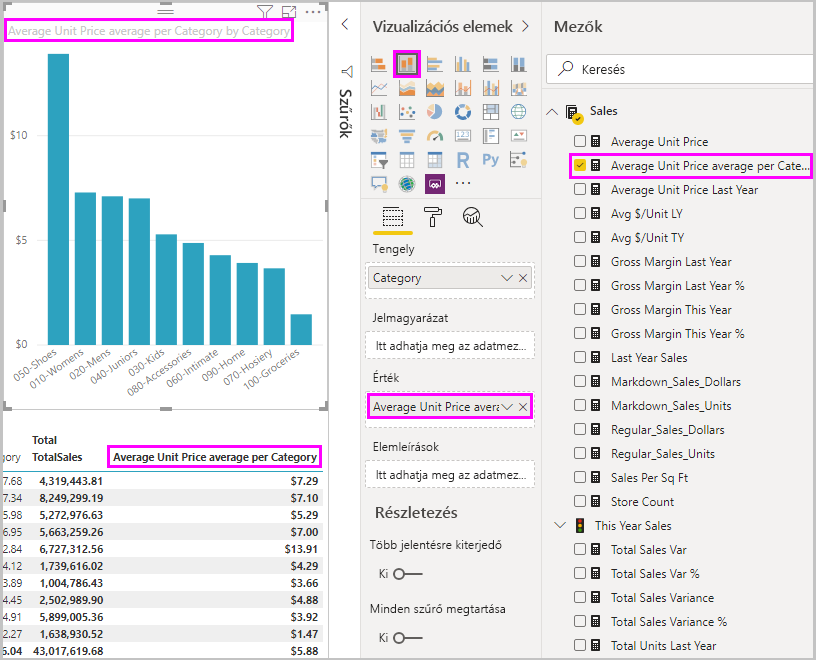 Average Unit Price average per Category by Category
$10
$5
$0
050-Shoes
010-Womens
020-Mens
040-Juniors
030-Kids
080-Accessories
060-Intimate
090-Home
070-Hosiery
100-Groceries
Total
gory TotalSales Average Unit Price average per Category
7.68 4,319,443.81 $7.29
7.34 8,249,299.19 $7.10
5.98 5,272,976.63 $5.29
6.95 5,663,259.26 $7.00
2.84 6,727,312.56 $13.91
4.12 1,739,616.02 $4.29
3.89 1,004,786.43 $3.66
4.45 2,502,989.90 $4.88
4.91 5,899,005.36 $3.92
2.27 1,638,930.52 $1.47
6.04 43,017,619.68 $5.88
Szűrők
Vizualizációs elemek
R
Py
123
Tengely
Category
Jelmagyarázat
Itt adhatja meg az adatmez...
Érték
Average Unit Price avera
Elemleírások
Itt adhatja meg az adatmez...
Részletezés
Több jelentésre kiterjedő
Ki
Minden szűrő megtartása
Ki
Mezők
Keresés
Sales
Average Unit Price
Average Unit Price average per Cate...
Average Unit Price Last Year
Avg $/Unit LY
Avg $/Unit TY
Gross Margin Last Year
Gross Margin Last Year %
Gross Margin This Year
Gross Margin This Year %
Last Year Sales
Markdown_Sales_Dollars
Markdown_Sales_Units
Regular_Sales_Dollars
Regular_Sales_Units
Sales Per Sq Ft
Store Count
This Year Sales
Total Sales Var
Total Sales Var %
Total Sales Variance
Total Sales Variance %
Total Units Last Year